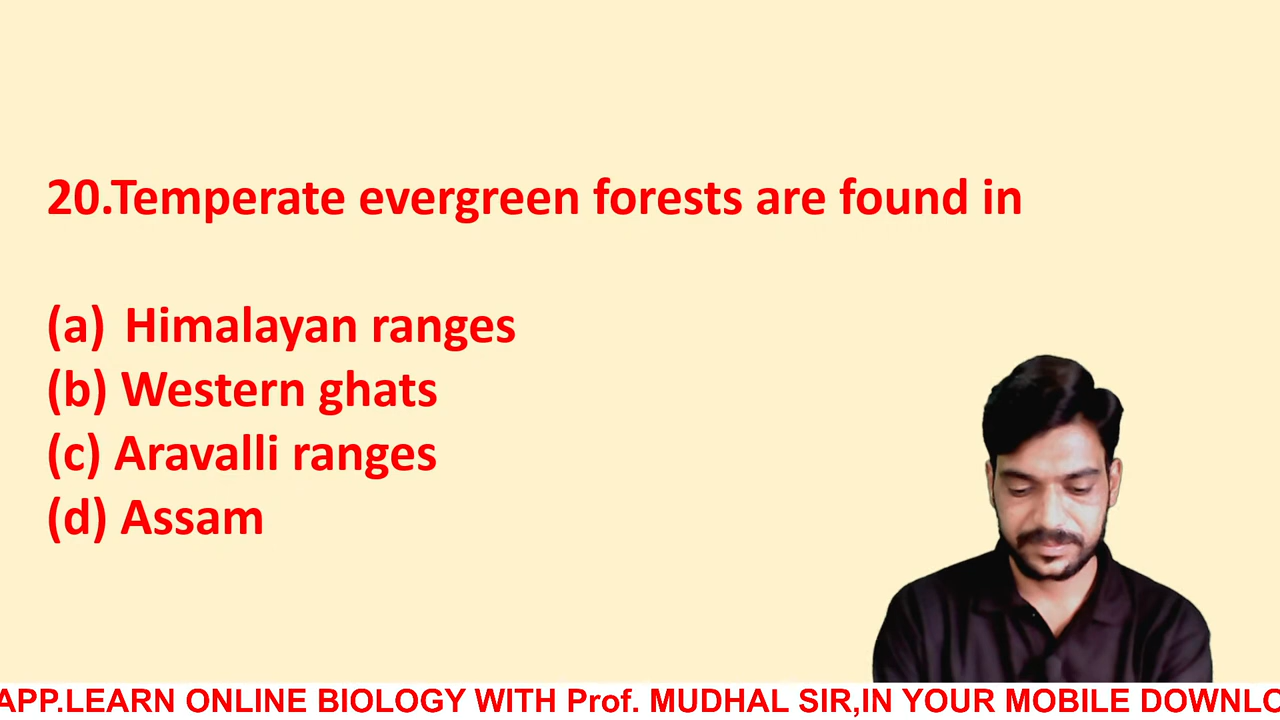 20.Temperate evergreen forests are found in
(a) Himalayan ranges
(b) Western ghats
(c) Aravalli ranges
(d) Assam
APP.LEARN ONLINE BIOLOGY WITH Prof. MUDHAL SIR,IN YOUR MOBILE DOWNLO